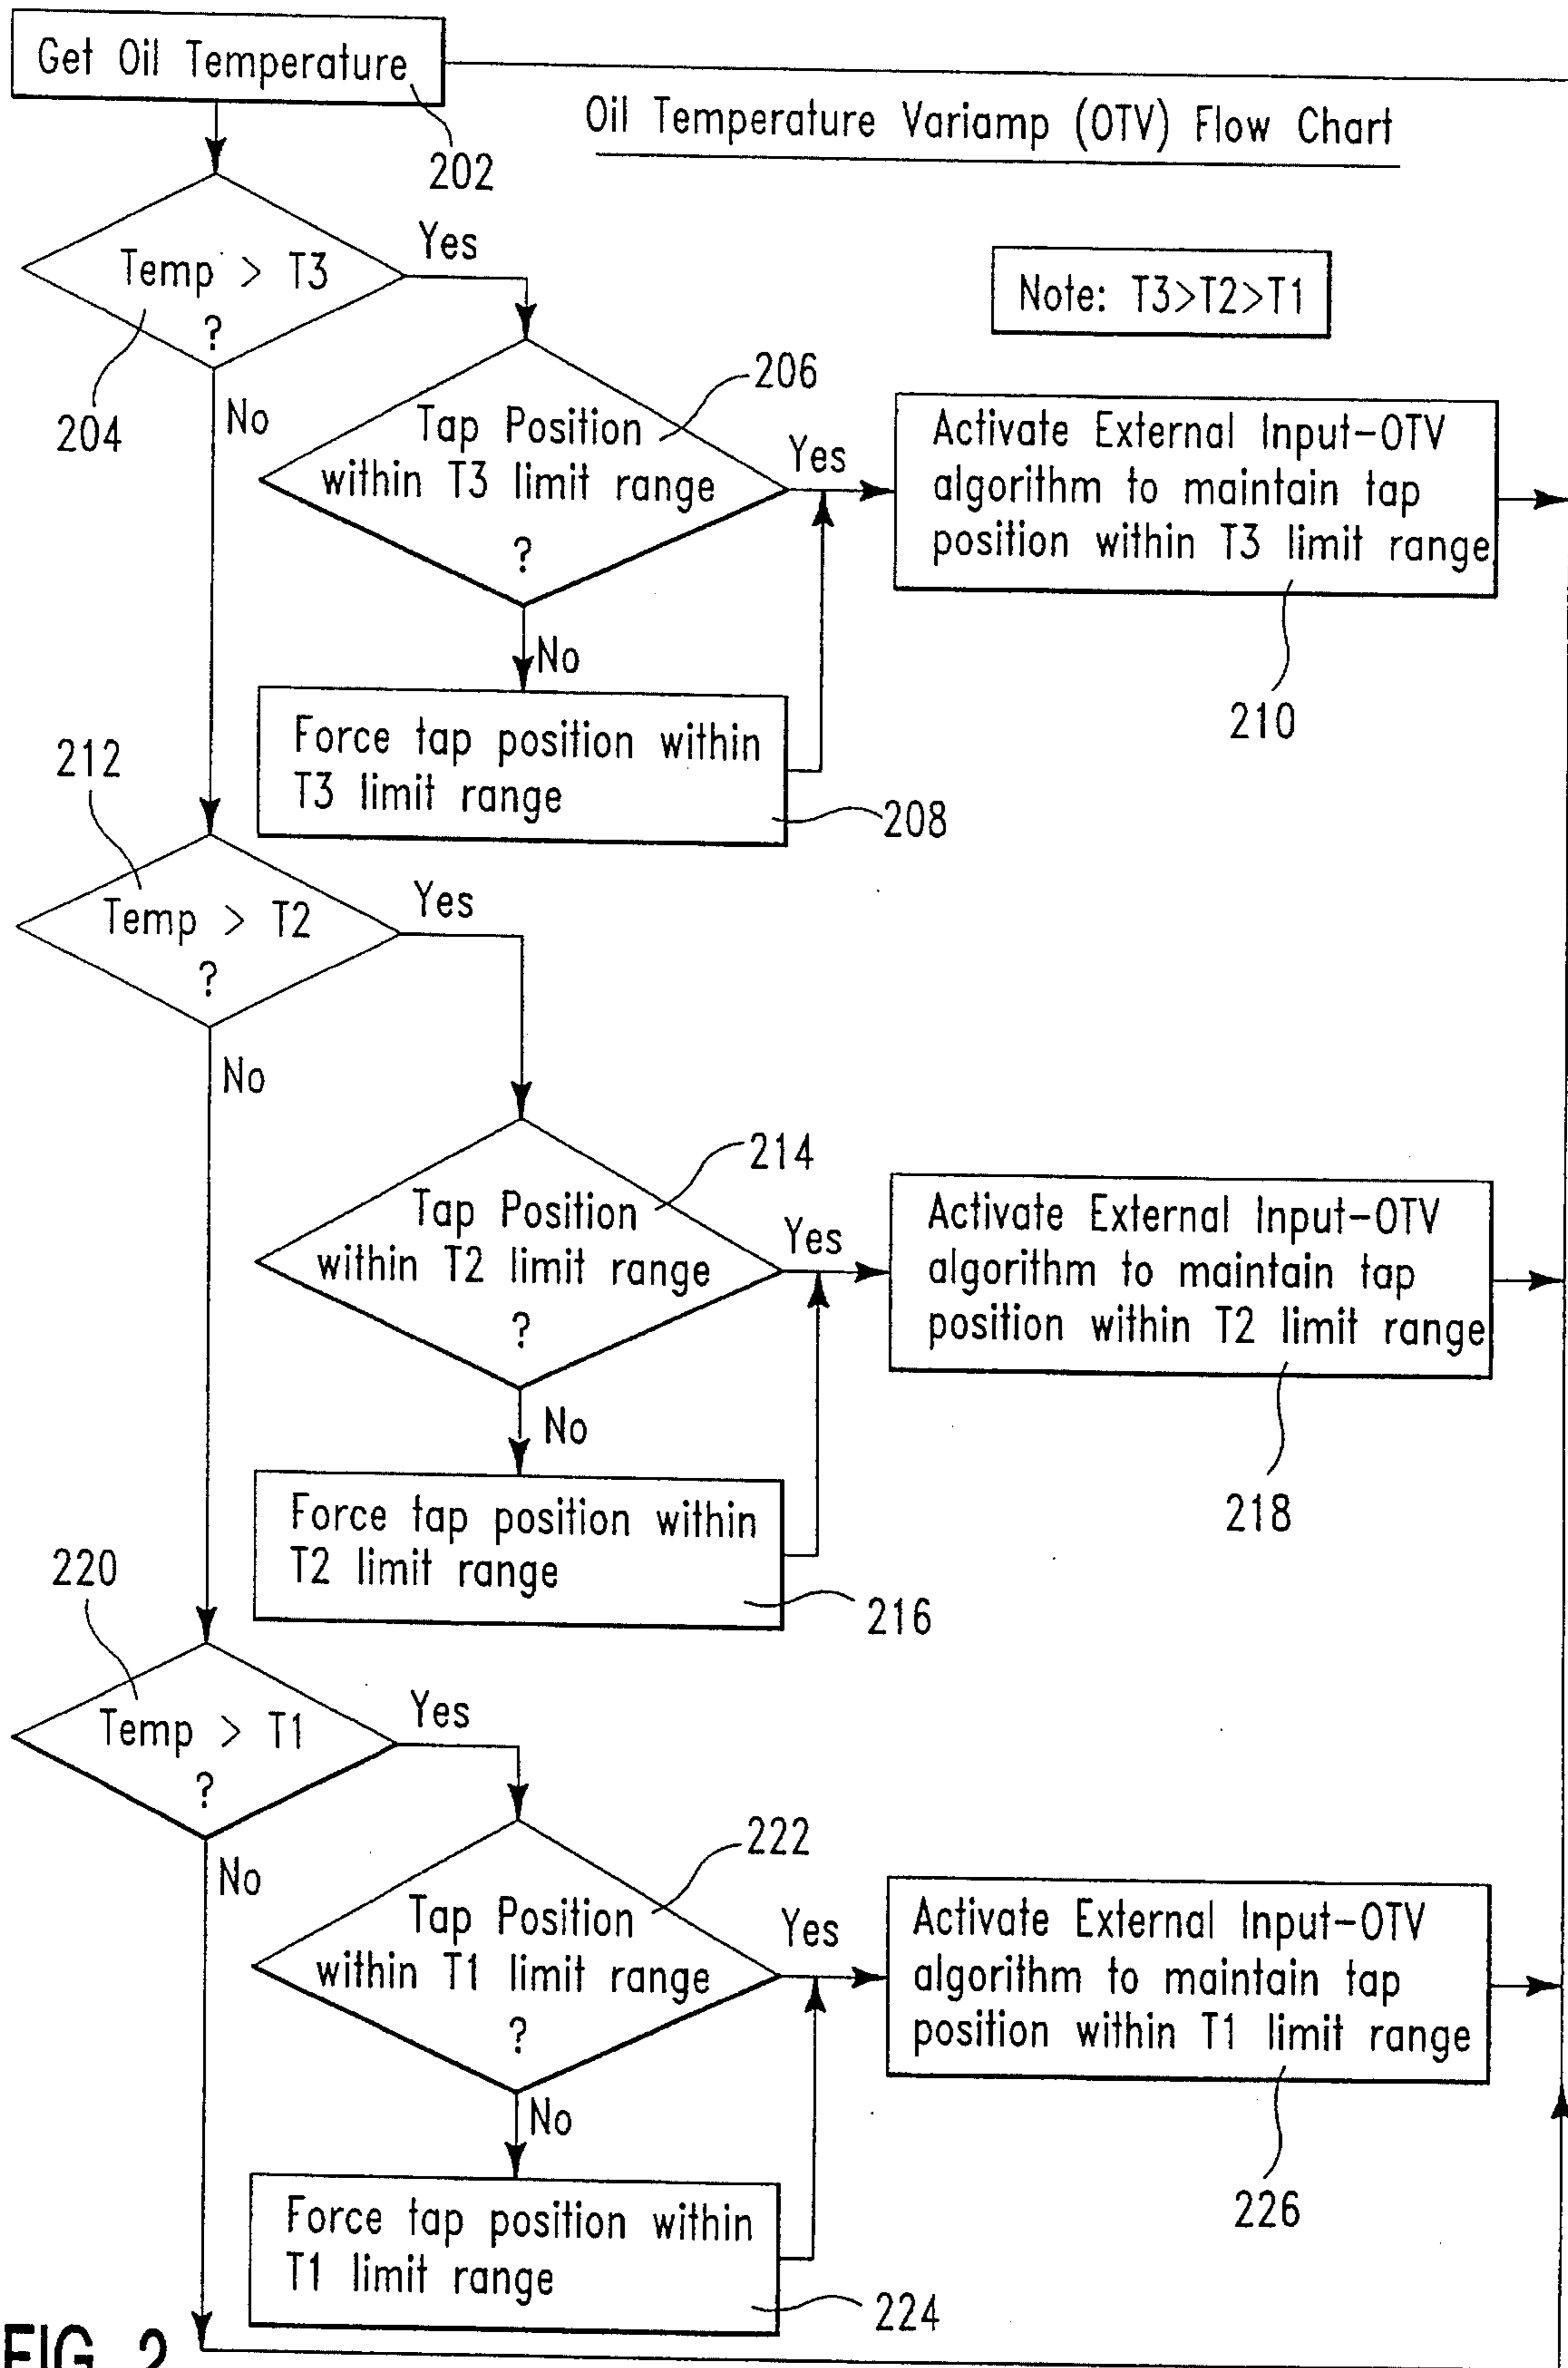 Get Oil Temperature
202
Oil Temperature Variamp (OTV) Flow Chart
Temp > T3
?
Yes
204
No
Note: T3>T2>T1
206
Tap Position
within T3 limit range
?
Yes
Activate External Input-OTV
algorithm to maintain tap
position within T3 limit range
210
No
Force tap position within
T3 limit range
208
212
Temp > T2
?
Yes
No
214
Tap Position
within T2 limit range
?
Yes
Activate External Input-OTV
algorithm to maintain tap
position within T2 limit range
218
No
Force tap position within
T2 limit range
216
220
Temp > T1
?
Yes
No
222
Tap Position
within T1 limit range
?
Yes
Activate External Input-OTV
algorithm to maintain tap
position within T1 limit range
226
No
Force tap position within
T1 limit range
224
FIG. 2